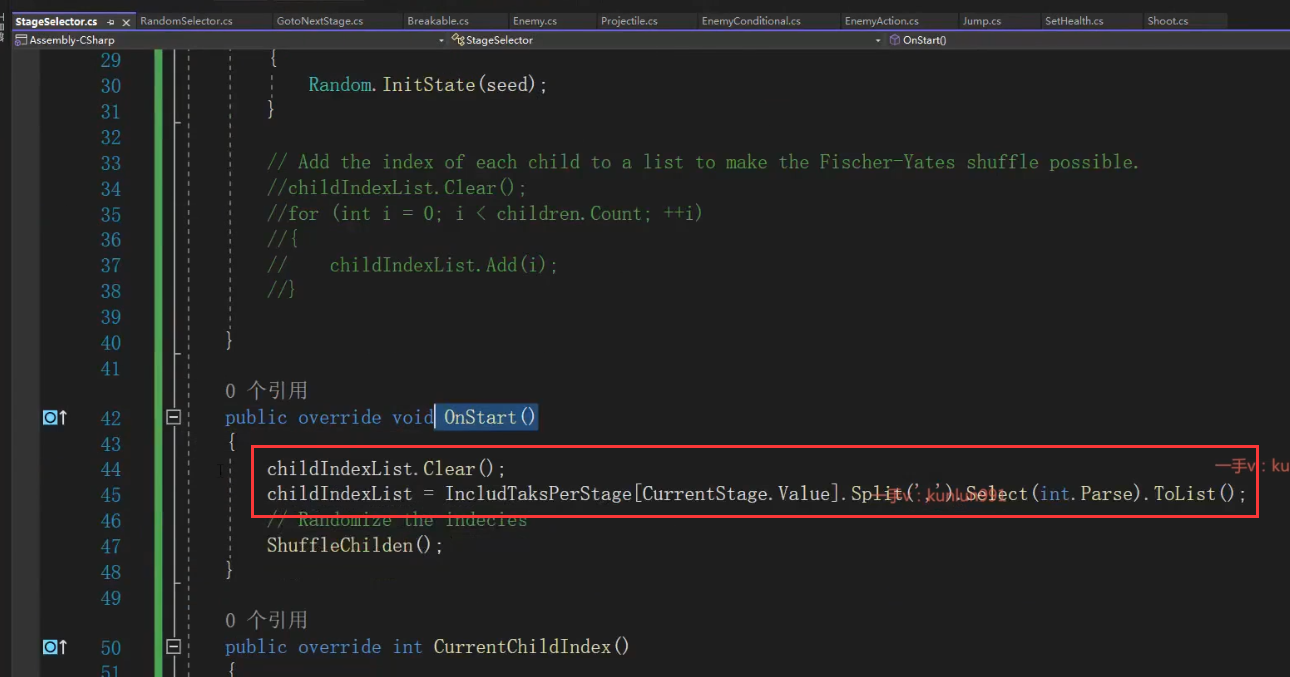 StageSelector.cs RandomSelector.cs GotoNextStage.cs Breakable.cs Enemy.cs Projectile.cs EnemyConditional.cs EnemyAction.cs Jump.cs SetHealth.cs Shoot.cs
Assembly-CSharp StageSelector OnStart()
29 {
30 Random.InitState(seed);
31 }
32
33 // Add the index of each child to a list to make the Fischer-Yates shuffle possible.
34 //childIndexList.Clear();
35 //for (int i = 0; i < children.Count; ++i)
36 //{
37 // childIndexList.Add(i);
38 //}
39
40 }
41
0 个引用
42 public override void OnStart()
43 {
44 childIndexList.Clear();
一手v：ku
45 childIndexList = IncludTaksPerStage[CurrentStage.Value].Split(',').Select(int.Parse).ToList();
46 // Randomize the indecies
47 ShuffleChilden();
48 }
49
0 个引用
50 public override int CurrentChildIndex()
51 {